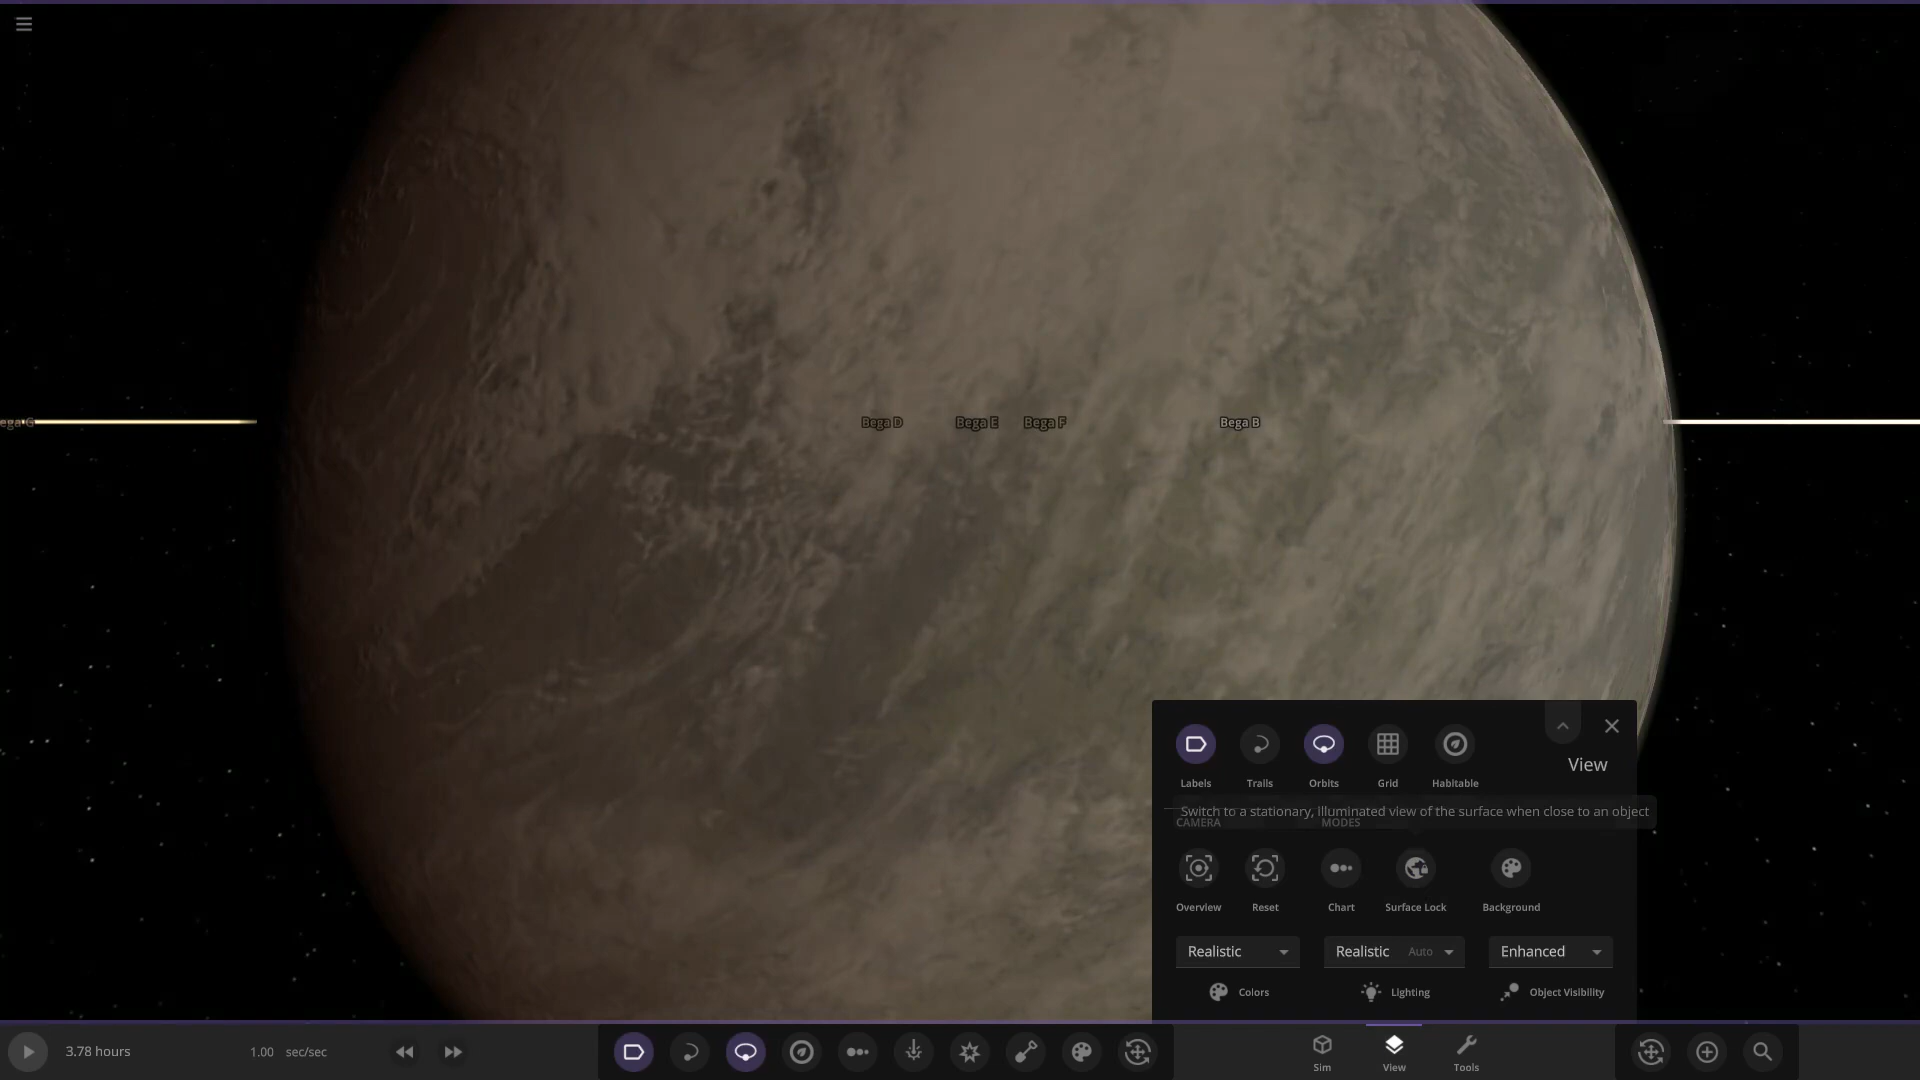 Bega D
Bega E
Bega F
Bega B
Labels
Trails
Orbits
Grid
Habitable
View
Switch to a stationary, illuminated view of the surface when close to an object
CAMERA
MODES
Overview
Reset
Chart
Surface Lock
Background
Realistic
Realistic Auto
Enhanced
Colors
Lighting
Object Visibility
3.78 hours
1.00 sec/sec
Sim
View
Tools